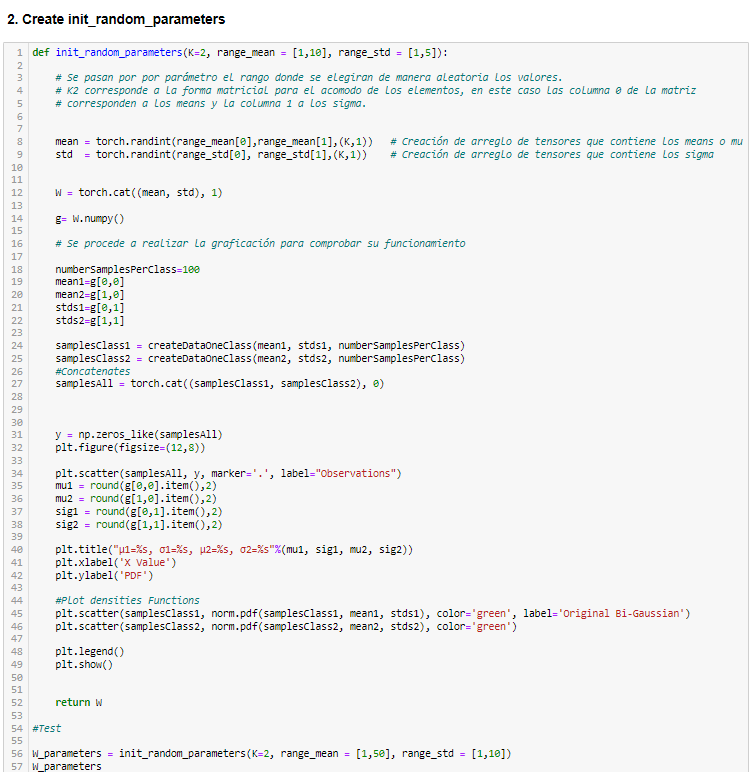 2. Create init_random_parameters
1 def init_random_parameters(K=2, range_mean = [1,10], range_std = [1,5]):
2
3 # Se pasan por por parámetro el rango donde se elegiran de manera aleatoria los valores.
4 # K2 corresponde a la forma matricial para el acomodo de los elementos, en este caso las columna 0 de la matriz
5 # corresponden a los means y la columna 1 a los sigma.
6
7
8 mean = torch.randint(range_mean[0],range_mean[1],(K,1)) # Creación de arreglo de tensores que contiene los means o mu
9 std = torch.randint(range_std[0], range_std[1],(K,1)) # Creación de arreglo de tensores que contiene los sigma
10
11
12 W = torch.cat((mean, std), 1)
13
14 g= W.numpy()
15
16 # Se procede a realizar la graficación para comprobar su funcionamiento
17
18 numberSamplesPerClass=100
19 mean1=g[0,0]
20 mean2=g[1,0]
21 stds1=g[0,1]
22 stds2=g[1,1]
23
24 samplesClass1 = createDataOneClass(mean1, stds1, numberSamplesPerClass)
25 samplesClass2 = createDataOneClass(mean2, stds2, numberSamplesPerClass)
26 #Concatenates
27 samplesAll = torch.cat((samplesClass1, samplesClass2), 0)
28
29
30
31 y = np.zeros_like(samplesAll)
32 plt.figure(figsize=(12,8))
33
34 plt.scatter(samplesAll, y, marker='.', label="Observations")
35 mu1 = round(g[0,0].item(),2)
36 mu2 = round(g[1,0].item(),2)
37 sig1 = round(g[0,1].item(),2)
38 sig2 = round(g[1,1].item(),2)
39
40 plt.title("μ1=%s, σ1=%s, μ2=%s, σ2=%s"%(mu1, sig1, mu2, sig2))
41 plt.xlabel('X Value')
42 plt.ylabel('PDF')
43
44 #Plot densities Functions
45 plt.scatter(samplesClass1, norm.pdf(samplesClass1, mean1, stds1), color='green', label='Original Bi-Gaussian')
46 plt.scatter(samplesClass2, norm.pdf(samplesClass2, mean2, stds2), color='green')
47
48 plt.legend()
49 plt.show()
50
51
52 return W
53
54 #Test
55
56 W_parameters = init_random_parameters(K=2, range_mean = [1,50], range_std = [1,10])
57 W_parameters